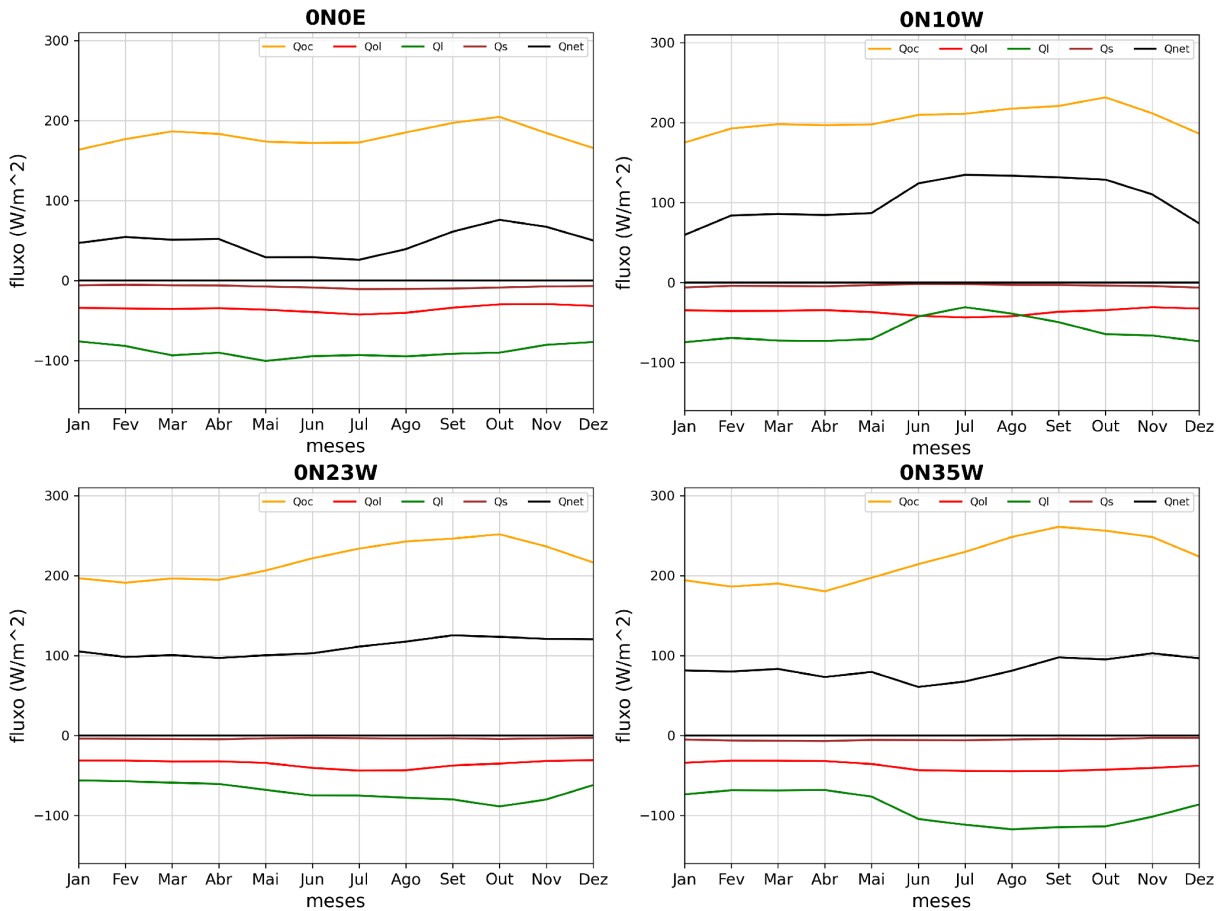 0N0E
Qoc Qol Ql Qs Qnet
300
200
100
0
−100
fluxo (W/m^2)
Jan Fev Mar Abr Mai Jun Jul Ago Set Out Nov Dez
meses
0N10W
Qoc Qol Ql Qs Qnet
300
200
100
0
−100
fluxo (W/m^2)
Jan Fev Mar Abr Mai Jun Jul Ago Set Out Nov Dez
meses
0N23W
Qoc Qol Ql Qs Qnet
300
200
100
0
−100
fluxo (W/m^2)
Jan Fev Mar Abr Mai Jun Jul Ago Set Out Nov Dez
meses
0N35W
Qoc Qol Ql Qs Qnet
300
200
100
0
−100
fluxo (W/m^2)
Jan Fev Mar Abr Mai Jun Jul Ago Set Out Nov Dez
meses